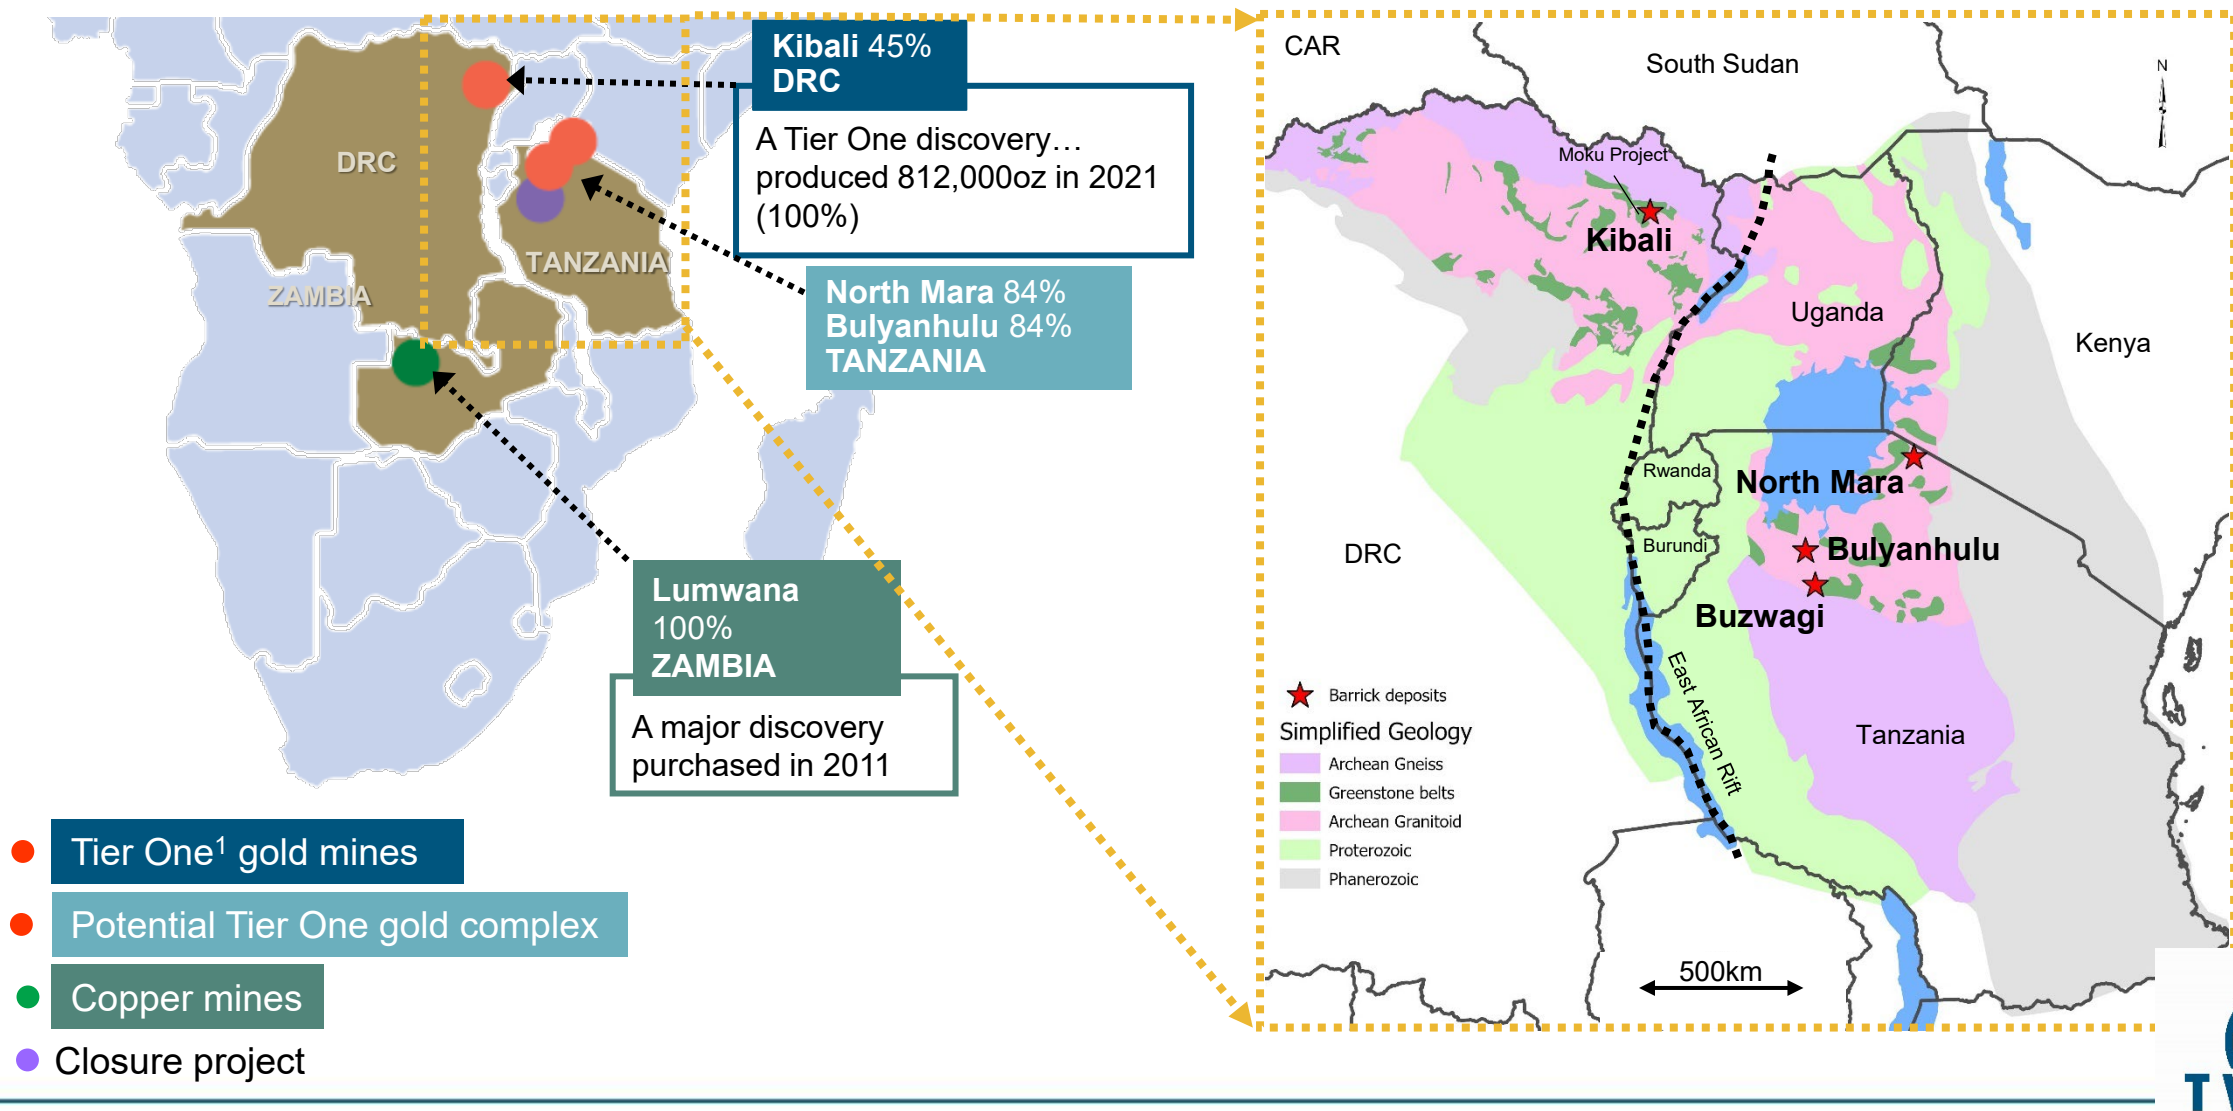 Kibali 45%
DRC
A Tier One discovery…
produced 812,000oz in 2021
(100%)
North Mara 84%
Bulyanhulu 84%
TANZANIA
Lumwana
100%
ZAMBIA
A major discovery
purchased in 2011
DRC
TANZANIA
ZAMBIA
Tier One1 gold mines
Potential Tier One gold complex
Copper mines
Closure project
CAR
South Sudan
N
Moku Project
Kibali
Uganda
Kenya
Rwanda
North Mara
Burundi
DRC
Bulyanhulu
Buzwagi
East African Rift
Tanzania
Barrick deposits
Simplified Geology
Archean Gneiss
Greenstone belts
Archean Granitoid
Proterozoic
Phanerozoic
500km